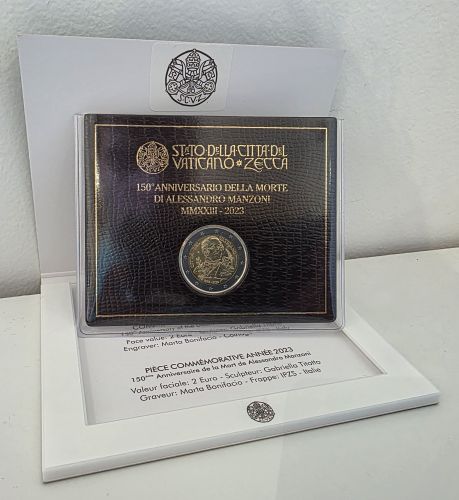 S.C.V.Z
STATO·DELLA·CITTÀ·DEL
VATICANO·ZECCA
150° ANNIVERSARIO DELLA MORTE
DI ALESSANDRO MANZONI
MMXXIII - 2023
Face value: 2 Euro -
Engraver: Marta Bonifacio -
PIÈCE COMMÉMORATIVE ANNÉE 2023
150ème Anniversaire de la Mort de Alessandro Manzoni
Valeur faciale: 2 Euro - Sculpteur: Gabriella Titotto
Graveur: Marta Bonifacio - Frappe: IPZS - Italie